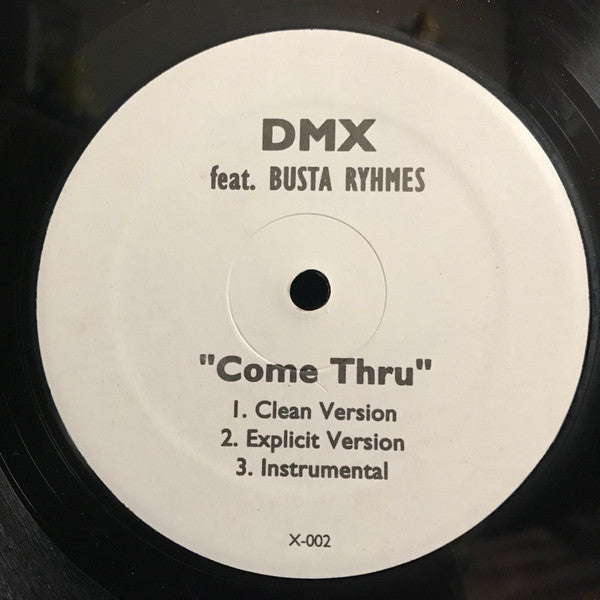 DMX
feat. BUSTA RYHMES
"Come Thru"
1. Clean Version
2. Explicit Version
3. Instrumental
X-002